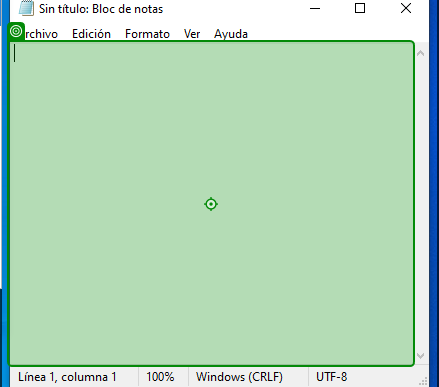 Sin título: Bloc de notas
rchivo Edición Formato Ver Ayuda
Línea 1, columna 1 100% Windows (CRLF) UTF-8